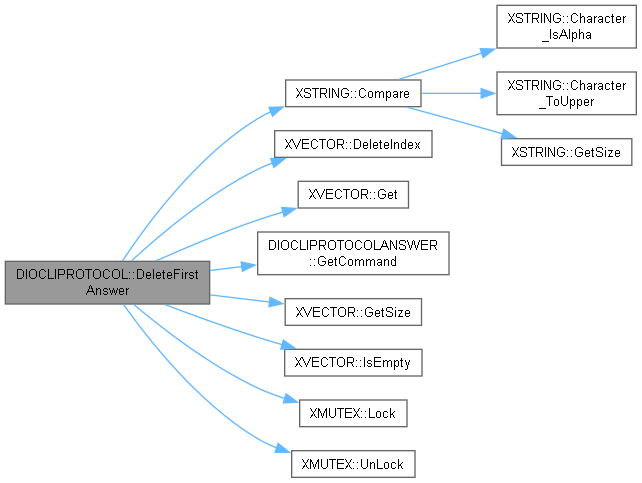 DIOCLIPROTOCOL::DeleteFirst
Answer
XSTRING::Compare
XSTRING::Character
_IsAlpha
XSTRING::Character
_ToUpper
XSTRING::GetSize
XVECTOR::DeleteIndex
XVECTOR::Get
DIOCLIPROTOCOLANSWER
::GetCommand
XVECTOR::GetSize
XVECTOR::IsEmpty
XMUTEX::Lock
XMUTEX::UnLock